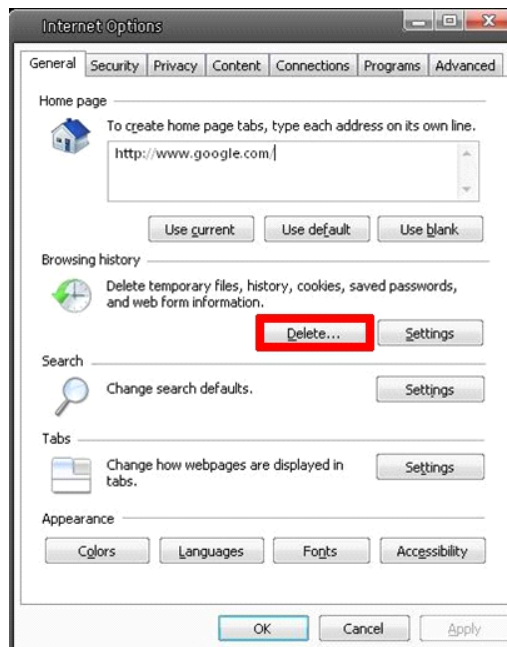 Internet Options
General Security Privacy Content Connections Programs Advanced
Home page
To create home page tabs, type each address on its own line.
http://www.google.com/
Use current Use default Use blank
Browsing history
Delete temporary files, history, cookies, saved passwords,
and web form information.
Delete... Settings
Search
Change search defaults.
Settings
Tabs
Change how webpages are displayed in
tabs.
Settings
Appearance
Colors Languages Fonts Accessibility
OK Cancel Apply